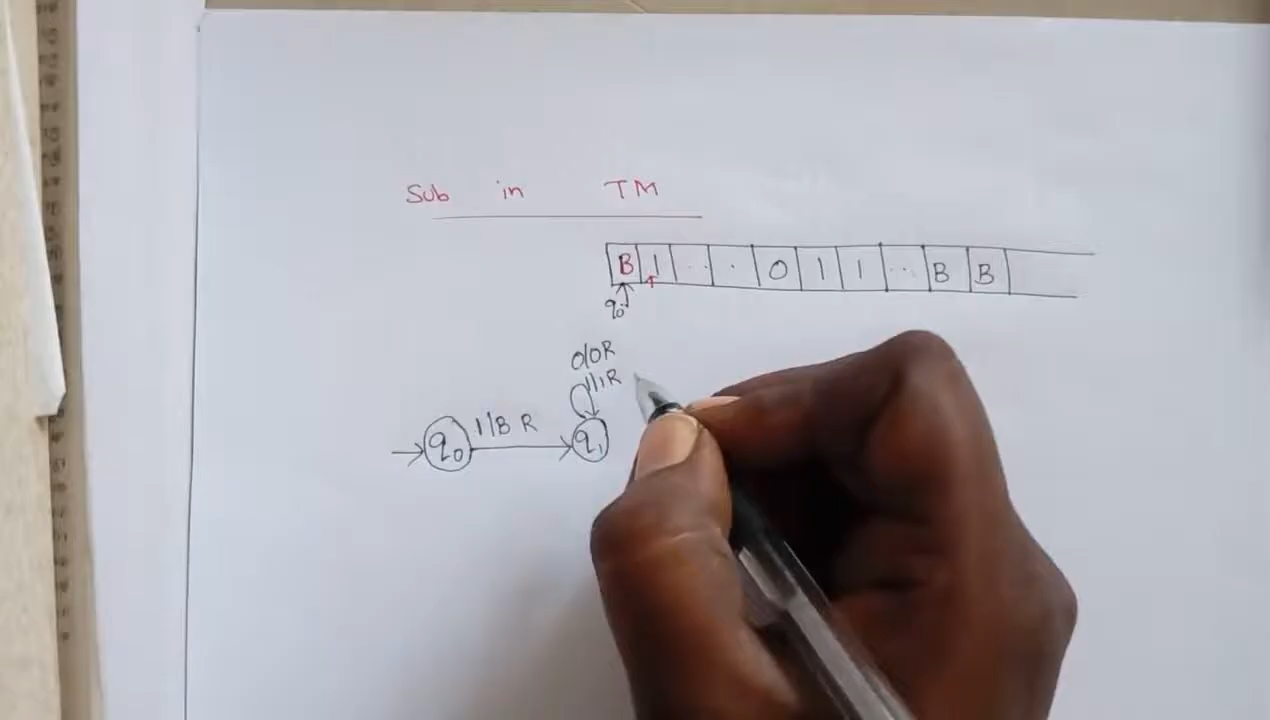 Sub in TM
B 1 . . . 0 1 1 . . B B
q0
0/0R
1/1R
1/B R
q0 q1